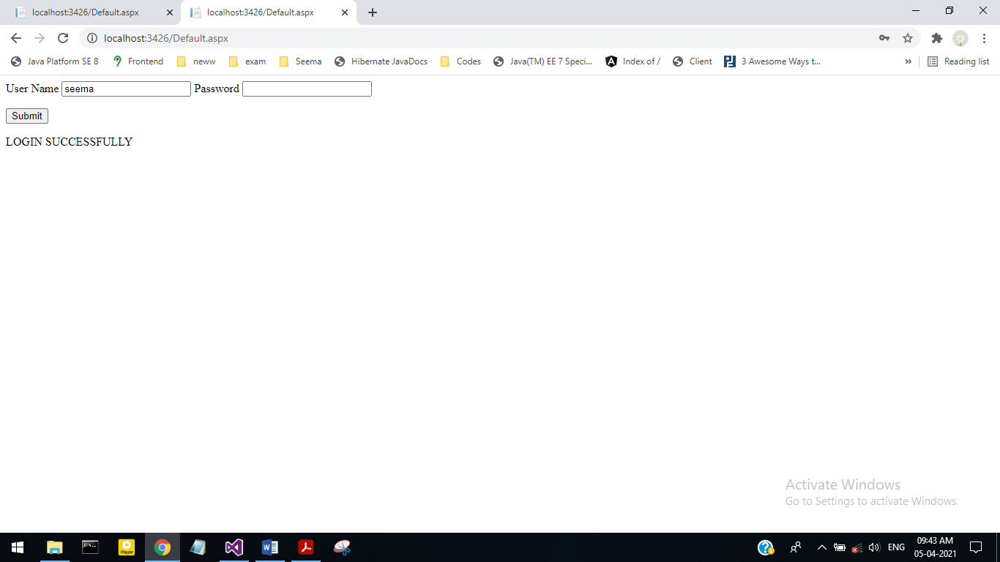 localhost:3426/Default.aspx localhost:3426/Default.aspx
localhost:3426/Default.aspx
Java Platform SE 8 Frontend neww exam Seema Hibernate JavaDocs Codes Java(TM) EE 7 Speci... Index of / Client 3 Awesome Ways t... » Reading list
User Name seema Password
Submit
LOGIN SUCCESSFULLY
Activate Windows
Go to Settings to activate Windows.
Player ENG 09:43 AM
05-04-2021